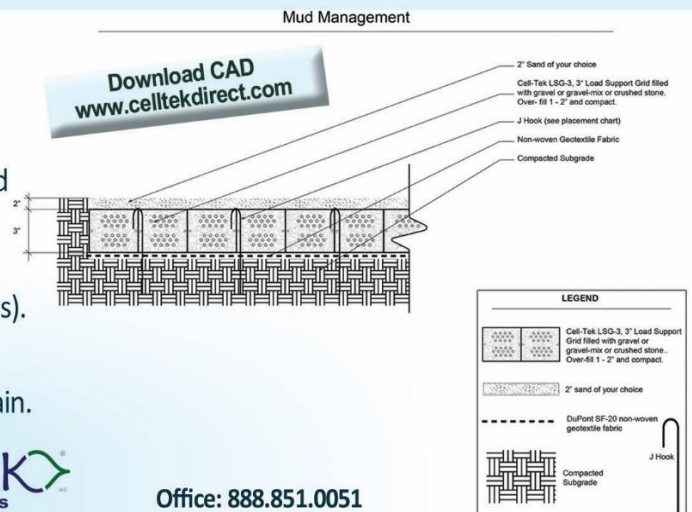 Mud Management
Download CAD
www.celltekdirect.com
2" Sand of your choice
Cell-Tek LSG-3, 3" Load Support Grid filled
with gravel or gravel-mix or crushed stone.
Over- fill 1 - 2" and compact.
J Hook (see placement chart)
Non-woven Geotextile Fabric
Compacted Subgrade
2"
3"
s).
ain.
K
s
Office: 888.851.0051
LEGEND
Cell-Tek LSG-3, 3" Load Support
Grid filled with gravel or
gravel-mix or crushed stone..
Over-fill 1 - 2" and compact.
2" sand of your choice
DuPont SF-20 non-woven
geotextile fabric
J Hook
Compacted
Subgrade